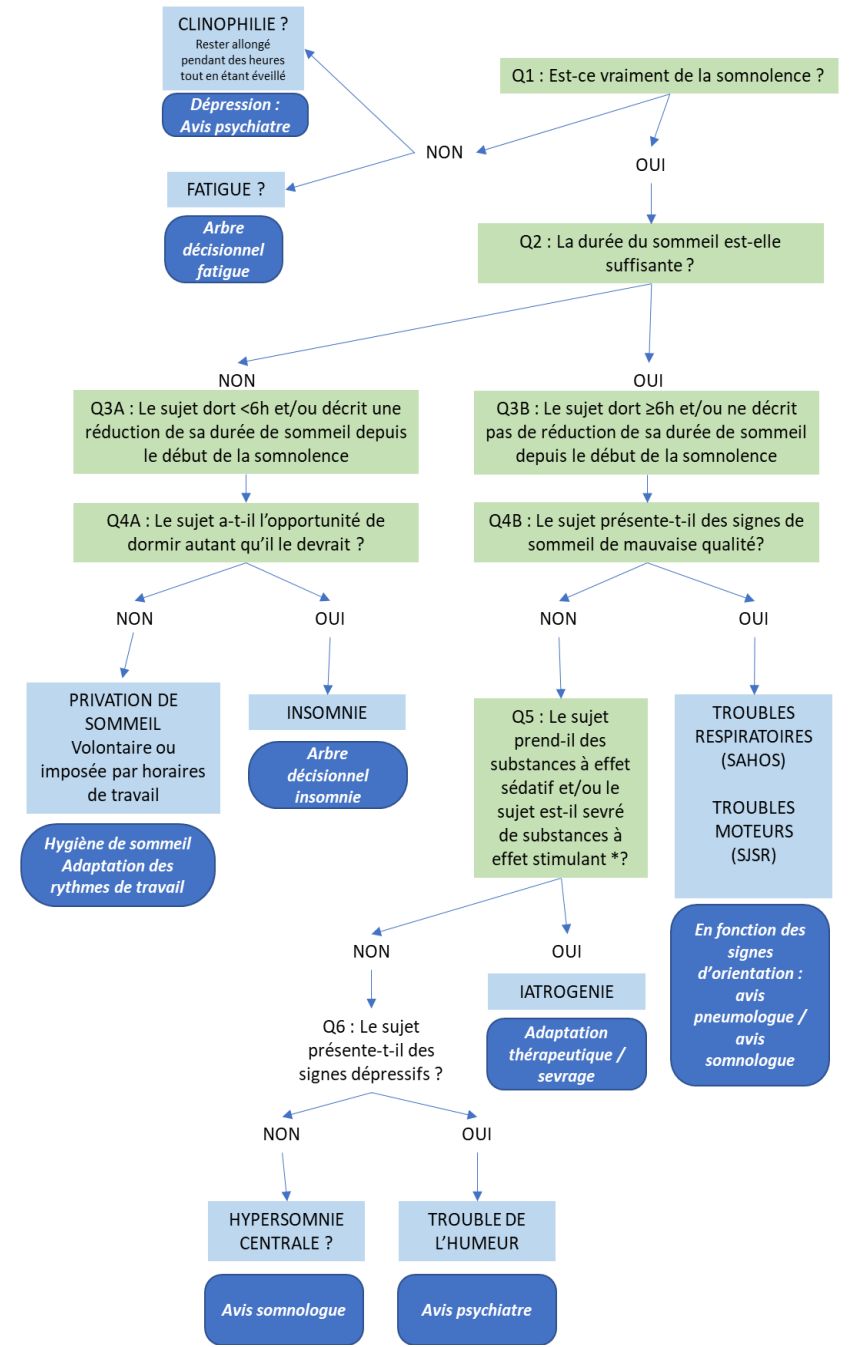 CLINOPHILIE ?
Rester allongé
pendant des heures
tout en étant éveillé
Dépression :
Avis psychiatre
Q1 : Est-ce vraiment de la somnolence ?
NON
OUI
FATIGUE ?
Arbre
décisionnel
fatigue
Q2 : La durée du sommeil est-elle
suffisante ?
NON
OUI
Q3A : Le sujet dort <6h et/ou décrit une
réduction de sa durée de sommeil depuis
le début de la somnolence
Q3B : Le sujet dort ≥6h et/ou ne décrit
pas de réduction de sa durée de sommeil
depuis le début de la somnolence
Q4A : Le sujet a-t-il l’opportunité de
dormir autant qu’il le devrait ?
Q4B : Le sujet présente-t-il des signes de
sommeil de mauvaise qualité?
NON
OUI
NON
OUI
PRIVATION DE
SOMMEIL
Volontaire ou
imposée par horaires
de travail
Hygiène de sommeil
Adaptation des
rythmes de travail
INSOMNIE
Arbre
décisionnel
insomnie
Q5 : Le sujet
prend-il des
substances à effet
sédatif et/ou le
sujet est-il sevré
de substances à
effet stimulant *?
TROUBLES
RESPIRATOIRES
(SAHOS)
TROUBLES
MOTEURS
(SJSR)
En fonction des
signes
d’orientation :
avis
pneumologue /
avis
somnologue
NON
OUI
IATROGENIE
Adaptation
thérapeutique /
sevrage
Q6 : Le sujet
présente-t-il des
signes dépressifs ?
NON
OUI
HYPERSOMNIE
CENTRALE ?
Avis somnologue
TROUBLE DE
L’HUMEUR
Avis psychiatre